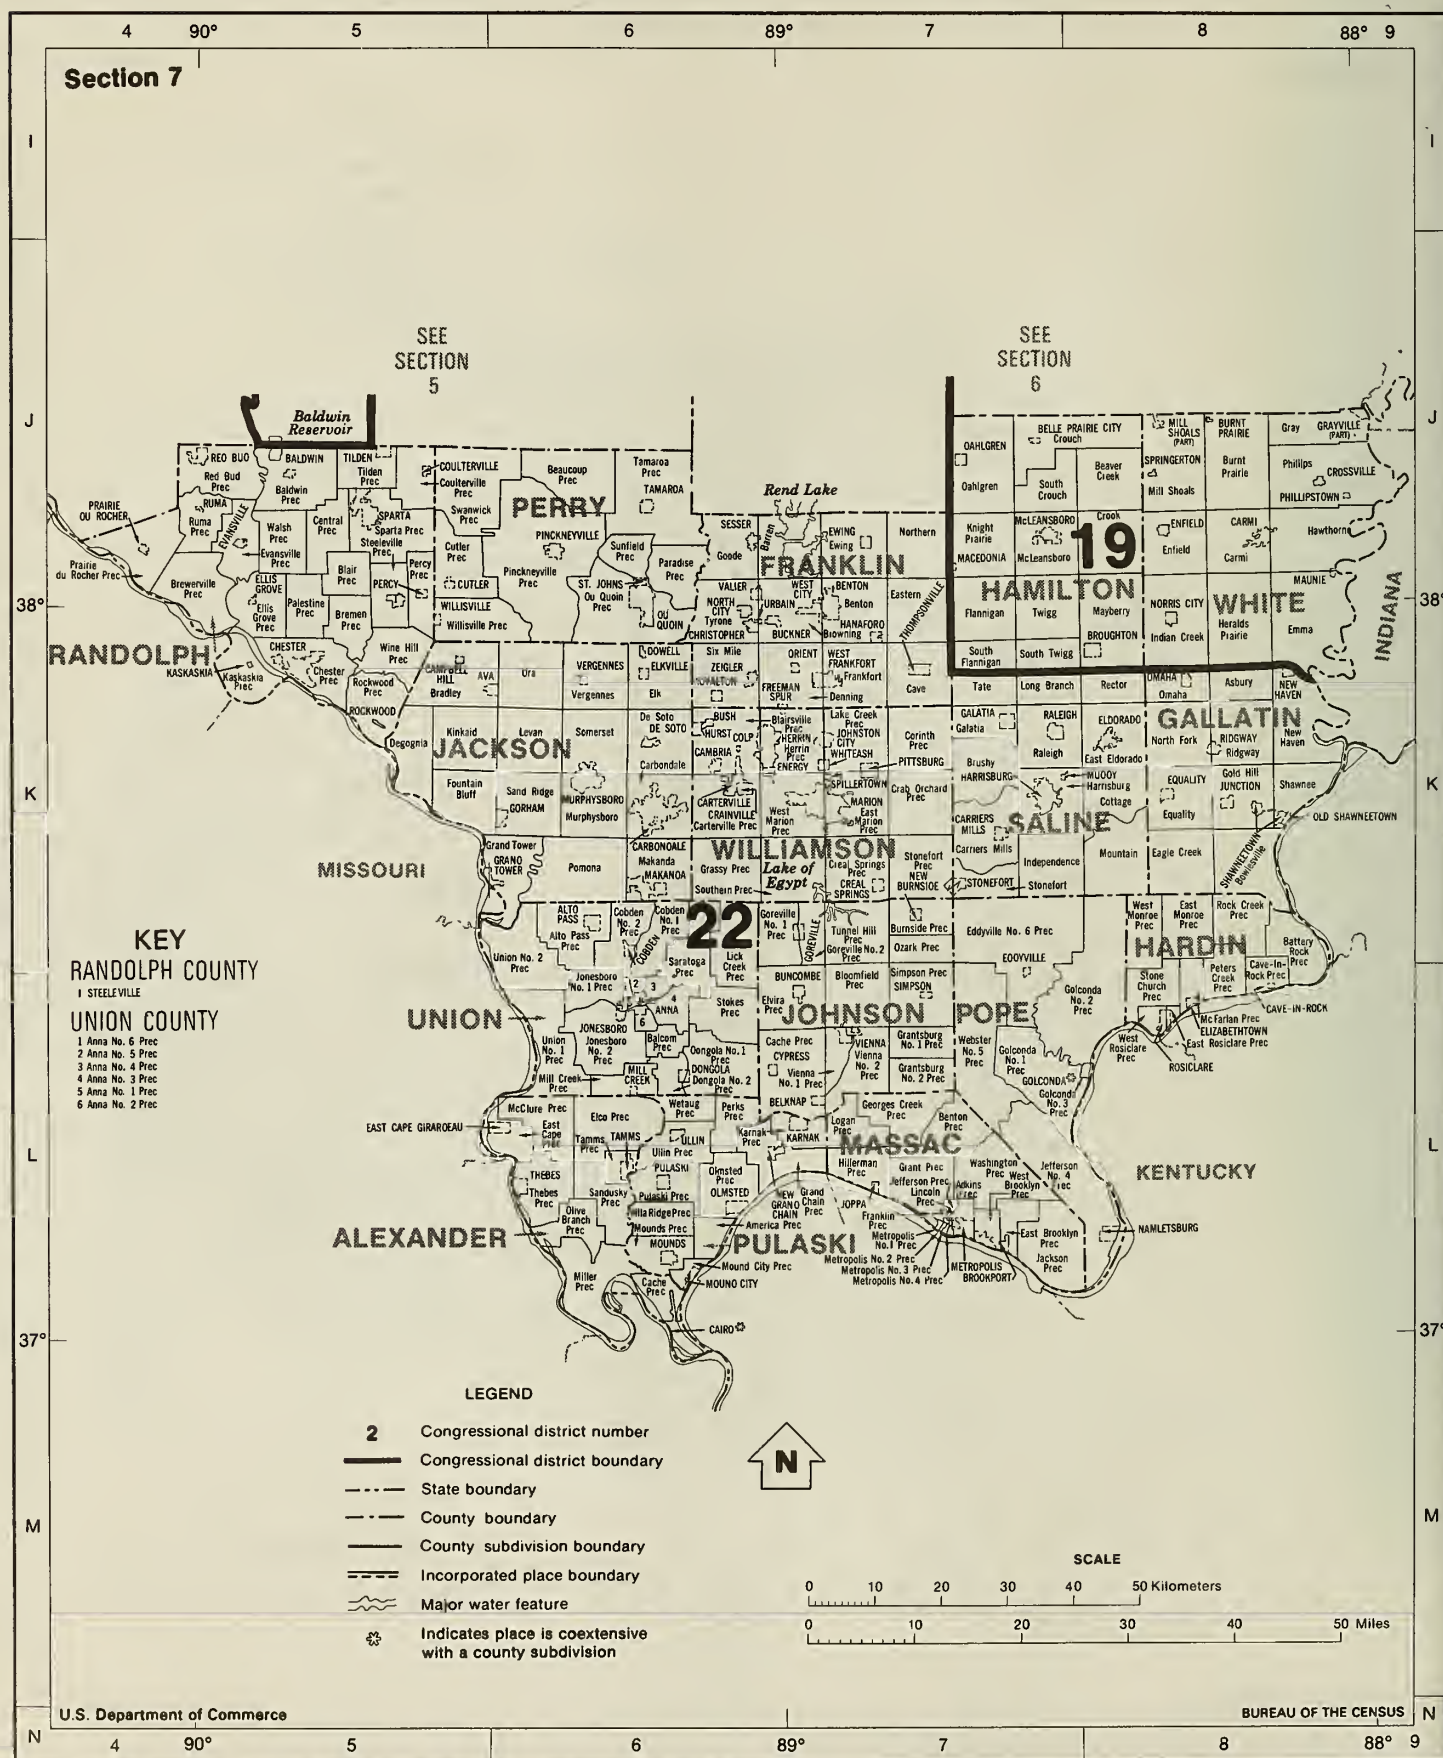 4 90° 5 6 89° 7 8 88° 9
Section 7
I
I
SEE
SECTION
5
SEE
SECTION
6
J
J
Baldwin
Reservoir
REO BUO
Red Bud
Prec
BALDWIN
Baldwin
Prec
TILDEN
Tilden
Prec
COULTERVILLE
Coulterville
Prec
Beaucoup
Prec
Tamaroa
Prec
TAMAROA
PERRY
Swanwick
Prec
PRAIRIE
OU ROCHER
RUMA
Ruma
Prec
EVANSVILLE
Walsh
Prec
Central
Prec
SPARTA
Sparta Prec
Steeleville
Prec
Evansville
Prec
Cutler
Prec
PINCKNEYVILLE
Pinckneyville
Prec
Sunfield
Prec
Paradise
Prec
Prairie
du Rocher Prec
Brewerville
Prec
ELLIS
GROVE
Ellis
Grove
Prec
Palestine
Prec
Blair
Prec
Bremen
Prec
PERCY
Percy
Prec
CUTLER
WILLISVILLE
Willisville Prec
ST. JOHNS
Ou Quoin
Prec
OU
QUOIN
38°
38°
RANDOLPH
KASKASKIA
Kaskaskia
Prec
CHESTER
Chester
Prec
Wine Hill
Prec
Rockwood
Prec
ROCKWOOD
Rend Lake
SESSER
Goode
Barren
EWING
Ewing
Northern
FRANKLIN
VALIER
NORTH
CITY
Tyrone
CHRISTOPHER
WEST
CITY
URBAIN
BUCKNER
BENTON
Benton
HANAFORO
Browning
Eastern
THOMPSONVILLE
Six Mile
ZEIGLER
ORIENT
WEST
FRANKFORT
Frankfort
FREEMAN
SPUR
Denning
Cave
OAHLGREN
Oahlgren
BELLE PRAIRIE CITY
Crouch
South
Crouch
Beaver
Creek
MILL
SHOALS
(PART)
BURNT
PRAIRIE
Gray
GRAYVILLE
(PART)
SPRINGERTON
Mill Shoals
Burnt
Prairie
Phillips
CROSSVILLE
PHILLIPSTOWN
Knight
Prairie
MACEDONIA
McLEANSBORO
McLeansboro
Crook
19
ENFIELD
Enfield
CARMI
Carmi
Hawthorn
HAMILTON
WHITE
MAUNIE
Flannigan
Twigg
Mayberry
BROUGHTON
NORRIS CITY
Indian Creek
Heralds
Prairie
Emma
INDIANA
South
Flannigan
South Twigg
CAMPBELL
HILL
Bradley
AVA
Ora
VERGENNES
Vergennes
DOWELL
ELKVILLE
Elk
Tate
Long Branch
Rector
OMAHA
Omaha
Asbury
NEW
HAVEN
Degognia
Kinkaid
Levan
Somerset
De Soto
DE SOTO
JACKSON
Carbondale
BUSH
HURST
COLP
CAMBRIA
Blairsville
Prec
HERRIN
Herrin
Prec
ENERGY
Lake Creek
Prec
JOHNSTON
CITY
WHITEASH
Corinth
Prec
PITTSBURG
GALATIA
Galatia
RALEIGH
Raleigh
ELDORADO
East Eldorado
GALLATIN
North Fork
RIDGWAY
Ridgway
New
Haven
K
K
Fountain
Bluff
Sand Ridge
GORHAM
MURPHYSBORO
Murphysboro
CARTERVILLE
CRAINVILLE
Carterville Prec
West
Marion
Prec
SPILLERTOWN
MARION
East
Marion
Prec
Crab Orchard
Prec
Brushy
HARRISBURG
MUOOY
Harrisburg
Cottage
EQUALITY
Equality
Gold Hill
JUNCTION
Shawnee
OLD SHAWNEETOWN
SHAWNEETOWN
Bowlesville
CARRIERS
MILLS
SALINE
Carriers Mills
Independence
Mountain
Eagle Creek
STONEFORT
Stonefort
MISSOURI
Grand Tower
GRANO
TOWER
Pomona
CARBONOALE
Makanda
MAKANOA
WILLIAMSON
Grassy Prec
Southern Prec
Lake of
Egypt
Creal Springs
Prec
CREAL
SPRINGS
Stonefort
Prec
NEW
BURNSIDE
22
KEY
RANDOLPH COUNTY
1 STEELEVILLE
UNION COUNTY
1 Anna No. 6 Prec
2 Anna No. 5 Prec
3 Anna No. 4 Prec
4 Anna No. 3 Prec
5 Anna No. 1 Prec
6 Anna No. 2 Prec
ALTO
PASS
Alto Pass
Prec
Cobden
No. 2
Prec
Cobden
No. 1
Prec
COBDEN
Union No. 2
Prec
Jonesboro
No. 1 Prec
Saratoga
Prec
Lick
Creek
Prec
2
3
4
6
ANNA
UNION
JONESBORO
Jonesboro
No. 2
Prec
Union
No. 1
Prec
Balcom
Prec
Stokes
Prec
Oongola No. 1
Prec
DONGOLA
Dongola No. 2
Prec
Mill Creek
Prec
MILL
CREEK
Goreville
No. 1
Prec
GOREVILLE
Tunnel Hill
Prec
Goreville No. 2
Prec
Burnside Prec
Ozark Prec
BUNCOMBE
Elvira
Prec
Bloomfield
Prec
Simpson Prec
SIMPSON
JOHNSON
Cache Prec
CYPRESS
Vienna
No. 1 Prec
VIENNA
Vienna
No. 2
Prec
Grantsburg
No. 1 Prec
Grantsburg
No. 2 Prec
BELKNAP
Eddyville No. 6 Prec
EOOYVILLE
Golconda
No. 2
Prec
POPE
Webster
No. 5
Prec
Golconda
No. 1
Prec
GOLCONDA
Golconda
No. 3
Prec
West
Monroe
Prec
East
Monroe
Prec
Rock Creek
Prec
HARDIN
Battery
Rock
Prec
Stone
Church
Prec
Peters
Creek
Prec
Cave-In-
Rock Prec
CAVE-IN-ROCK
McFarlan Prec
ELIZABETHTOWN
East Rosiclare Prec
West
Rosiclare
Prec
ROSICLARE
L
L
EAST CAPE GIRAROEAU
McClure Prec
East
Cape
Prec
Elco Prec
Tamms
Prec
TAMMS
Wetaug
Prec
Perks
Prec
ULLIN
Ullin Prec
PULASKI
Pulaski Prec
Karnak
Prec
KARNAK
Logan
Prec
Georges Creek
Prec
Benton
Prec
MASSAC
THEBES
Thebes
Prec
Sandusky
Prec
Olmsted
Prec
OLMSTED
Hillerman
Prec
Grant Prec
Jefferson Prec
Lincoln
Prec
Washington
Prec
West
Brooklyn
Prec
Jefferson
No. 4
Prec
Adkins
Prec
KENTUCKY
ALEXANDER
Olive
Branch
Prec
Villa Ridge Prec
Mounds Prec
MOUNDS
NEW
GRANO
CHAIN
Grand
Chain
Prec
America Prec
JOPPA
Franklin
Prec
Metropolis
No. 1 Prec
Metropolis No. 2 Prec
Metropolis No. 3 Prec
Metropolis No. 4 Prec
METROPOLIS
BROOKPORT
East Brooklyn
Prec
Jackson
Prec
NAMLETSBURG
PULASKI
Mound City Prec
MOUNO CITY
Miller
Prec
Cache
Prec
CAIRO
37°
37°
LEGEND
2 Congressional district number
Congressional district boundary
State boundary
County boundary
County subdivision boundary
Incorporated place boundary
Major water feature
Indicates place is coextensive
with a county subdivision
N
M
M
SCALE
0 10 20 30 40 50 Kilometers
0 10 20 30 40 50 Miles
U.S. Department of Commerce
BUREAU OF THE CENSUS
N
N
4 90° 5 6 89° 7 8 88° 9